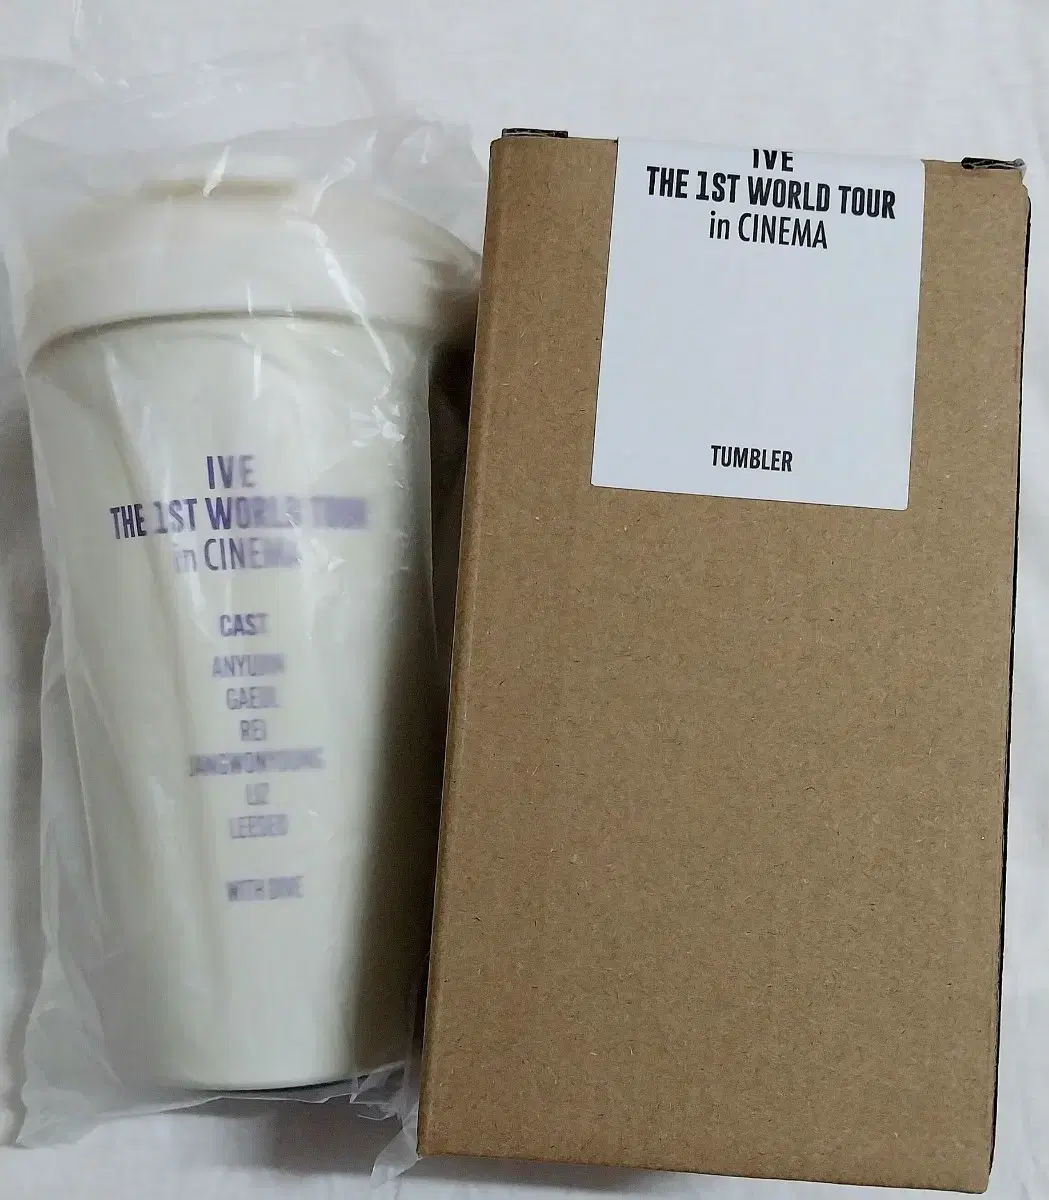 IVE
THE 1ST WORLD TOUR
in CINEMA
CAST
ANYUJIN
GAEUL
REI
JANGWONYOUNG
LIZ
LEESEO
WITH DIVE
IVE
THE 1ST WORLD TOUR
in CINEMA
TUMBLER